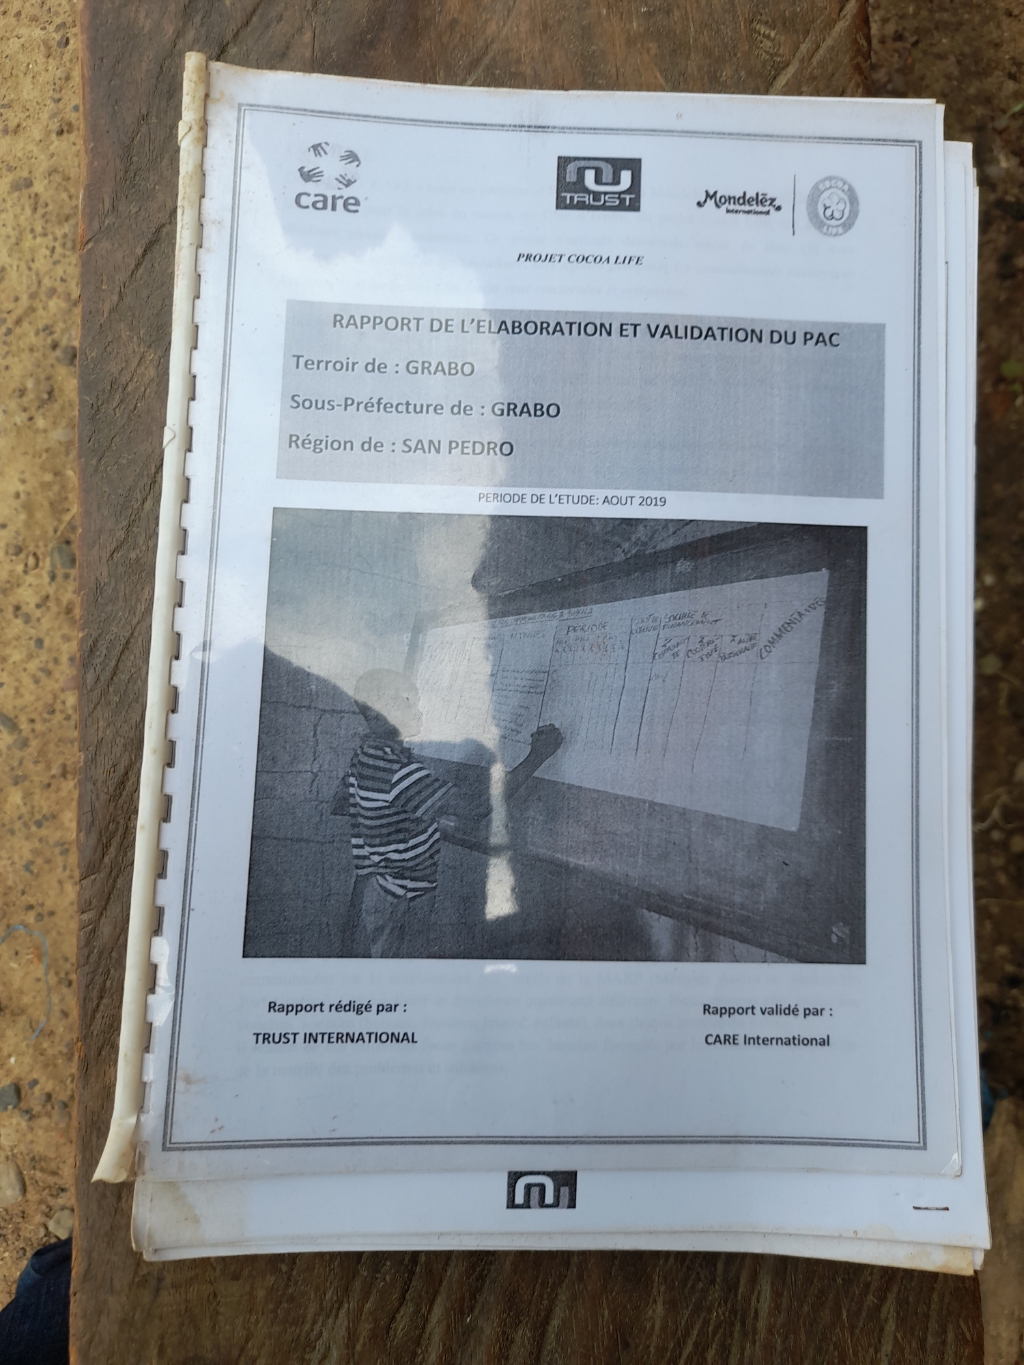 care
TRUST
Mondelēz
International
COCOA
LIFE
PROJET COCOA LIFE
RAPPORT DE L'ELABORATION ET VALIDATION DU PAC
Terroir de : GRABO
Sous-Préfecture de : GRABO
Région de : SAN PEDRO
PERIODE DE L'ETUDE: AOUT 2019
PERIODE
COMMENTAIRES
Rapport rédigé par :
TRUST INTERNATIONAL
Rapport validé par :
CARE International